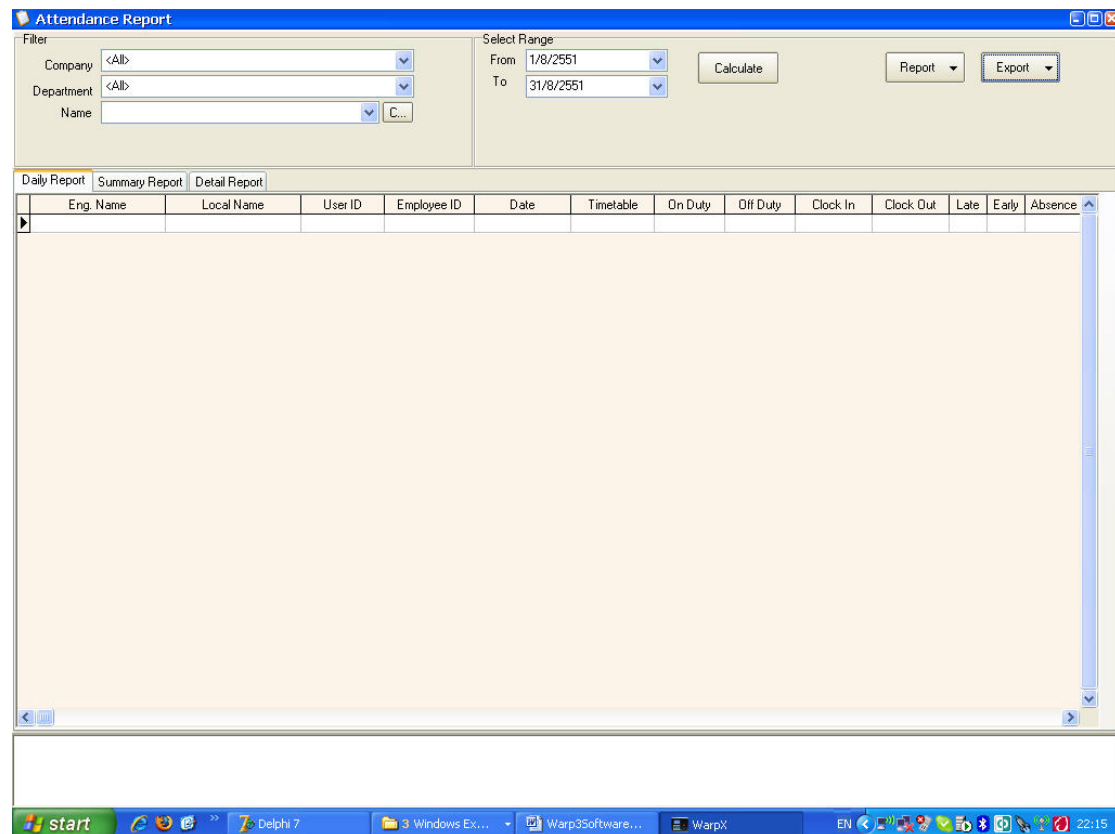 Attendance Report
Filter
Company <All>
Department <All>
Name C...
Select Range
From 1/8/2551
To 31/8/2551
Calculate
Report
Export
Daily Report Summary Report Detail Report
Eng. Name Local Name User ID Employee ID Date Timetable On Duty Off Duty Clock In Clock Out Late Early Absence
start Delphi 7 3 Windows Ex... Warp3Software... WarpX EN 22:15